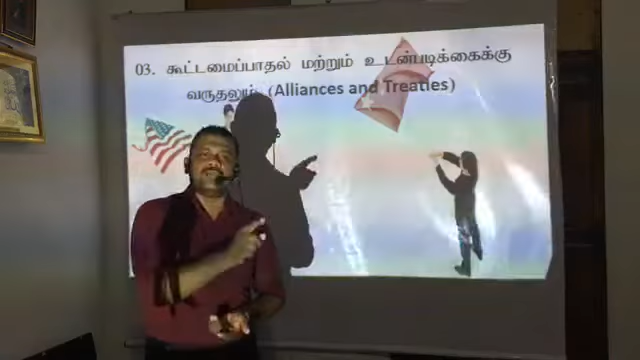 03. கூட்டமைப்பாதல் மற்றும் உடன்படிக்கைக்கு
வருதலும் (Alliances and Treaties)